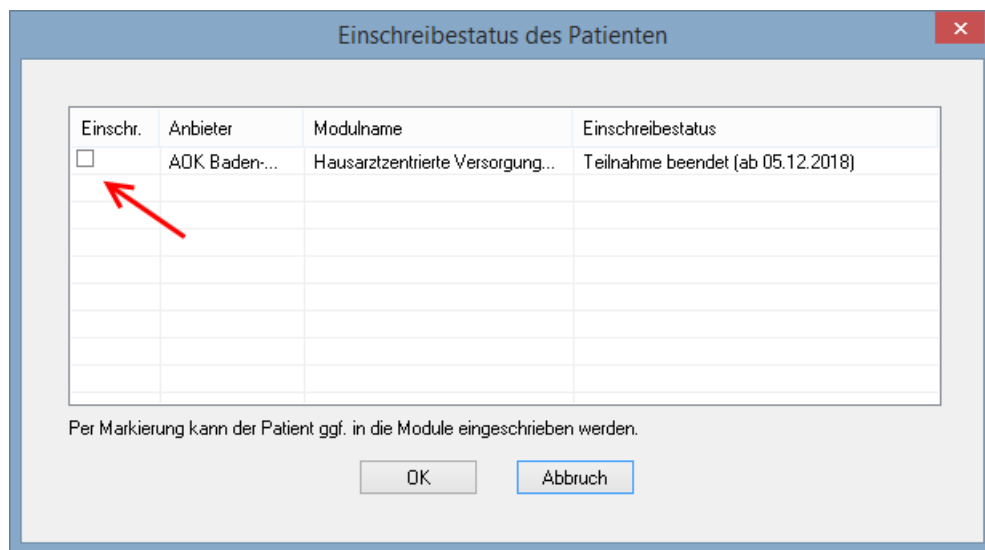 Einschreibestatus des Patienten
Einschr. Anbieter Modulname Einschreibestatus
AOK Baden-... Hausarztzentrierte Versorgung... Teilnahme beendet (ab 05.12.2018)
Per Markierung kann der Patient ggf. in die Module eingeschrieben werden.
OK Abbruch